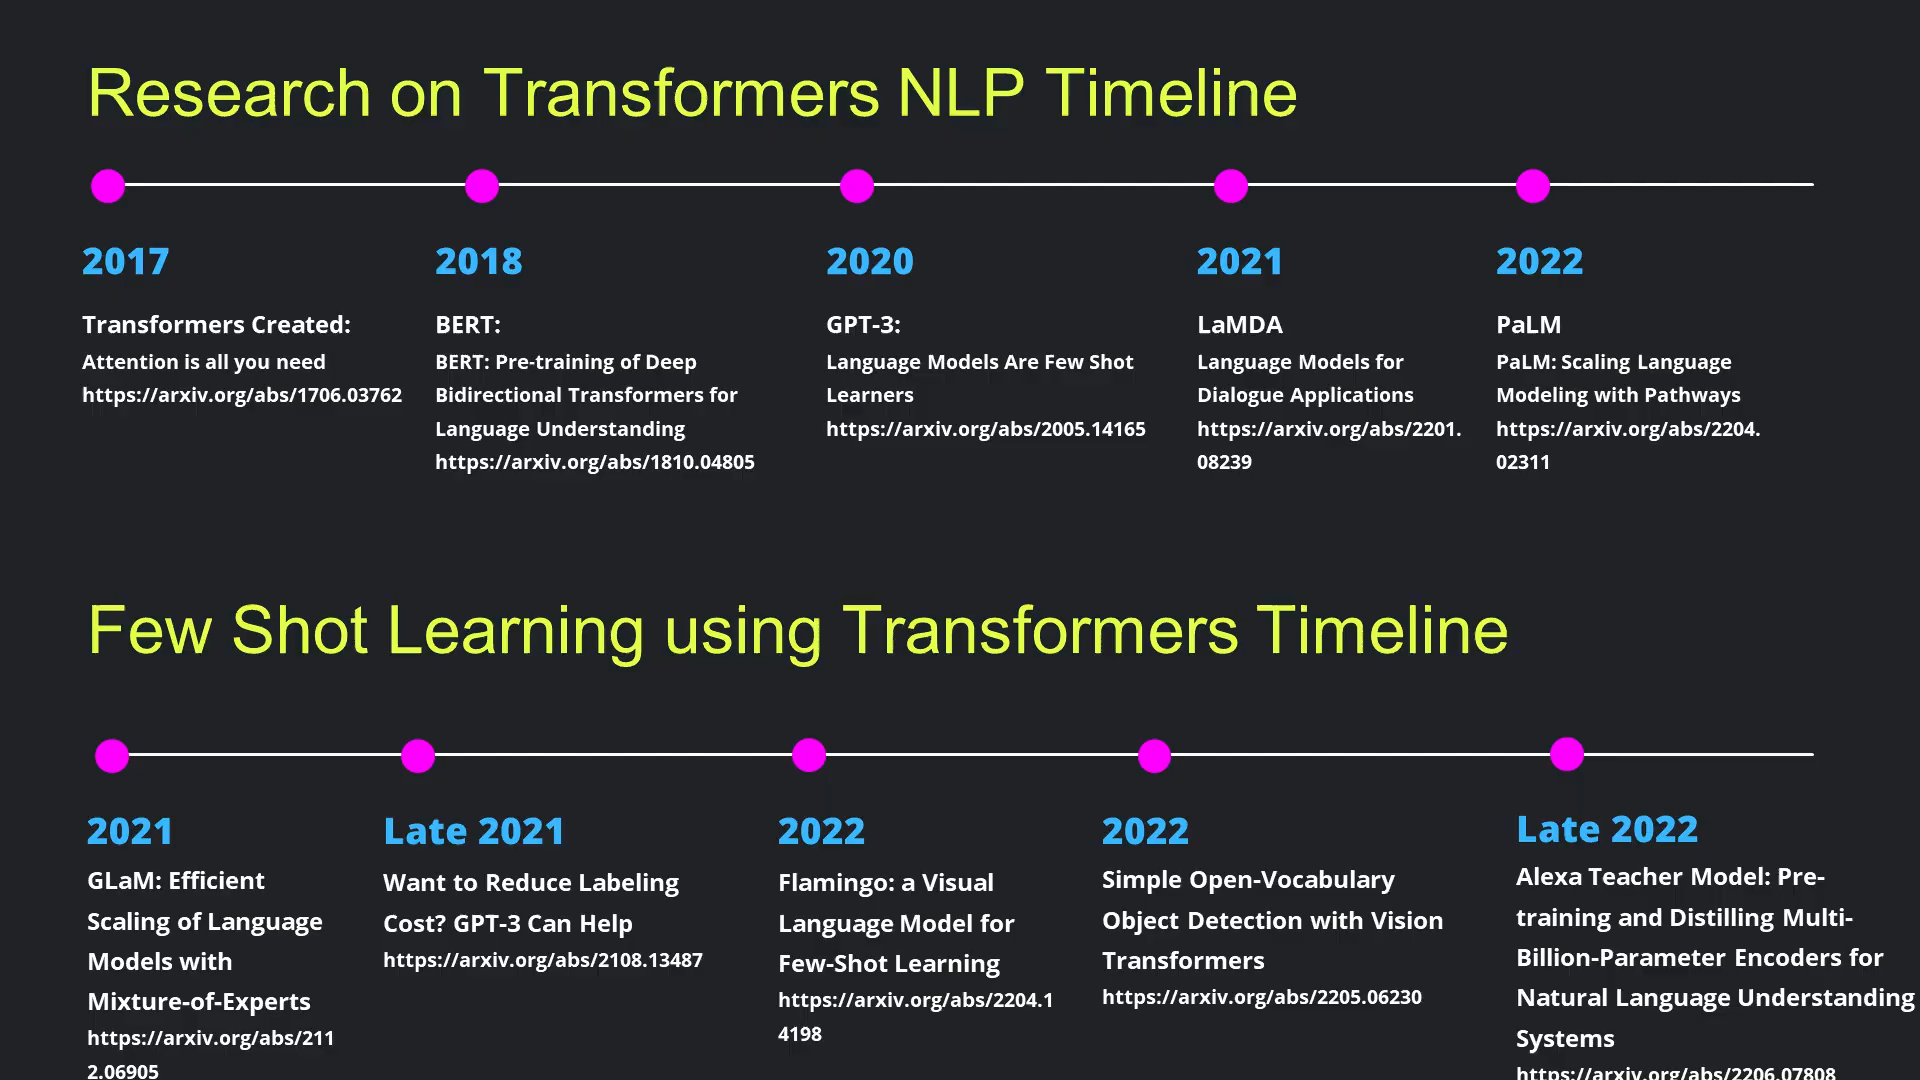 Research on Transformers NLP Timeline
2017
Transformers Created:
Attention is all you need
https://arxiv.org/abs/1706.03762
2018
BERT:
BERT: Pre-training of Deep
Bidirectional Transformers for
Language Understanding
https://arxiv.org/abs/1810.04805
2020
GPT-3:
Language Models Are Few Shot
Learners
https://arxiv.org/abs/2005.14165
2021
LaMDA
Language Models for
Dialogue Applications
https://arxiv.org/abs/2201.
08239
2022
PaLM
PaLM: Scaling Language
Modeling with Pathways
https://arxiv.org/abs/2204.
02311
Few Shot Learning using Transformers Timeline
2021
GLaM: Efficient
Scaling of Language
Models with
Mixture-of-Experts
https://arxiv.org/abs/211
2.06905
Late 2021
Want to Reduce Labeling
Cost? GPT-3 Can Help
https://arxiv.org/abs/2108.13487
2022
Flamingo: a Visual
Language Model for
Few-Shot Learning
https://arxiv.org/abs/2204.1
4198
2022
Simple Open-Vocabulary
Object Detection with Vision
Transformers
https://arxiv.org/abs/2205.06230
Late 2022
Alexa Teacher Model: Pre-
training and Distilling Multi-
Billion-Parameter Encoders for
Natural Language Understanding
Systems
https://arxiv.org/abs/2206.07808